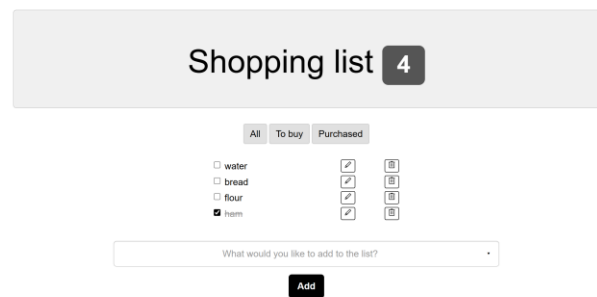 Shopping list 4
All To buy Purchased
water
bread
flour
hem
What would you like to add to the list?
Add